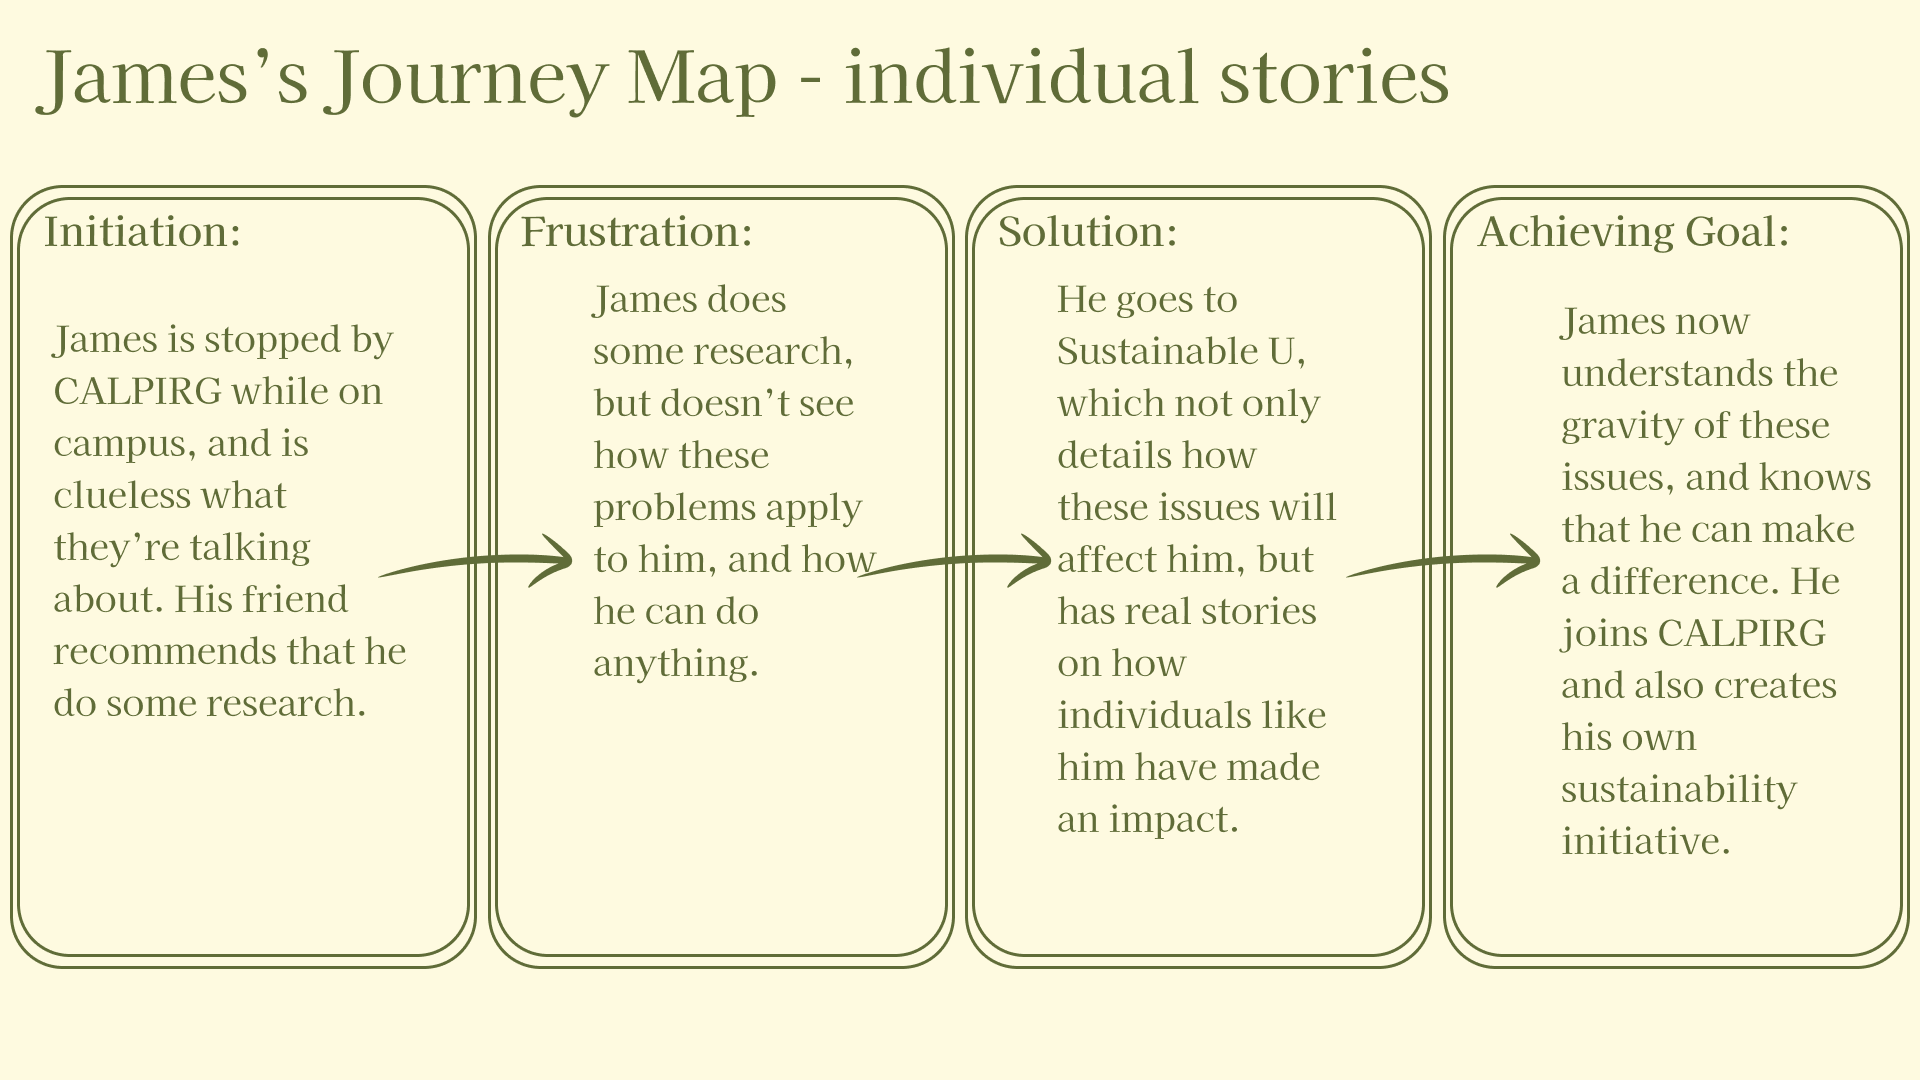 James’s Journey Map - individual stories
Initiation:
James is stopped by
CALPIRG while on
campus, and is
clueless what
they’re talking
about. His friend
recommends that he
do some research.
Frustration:
James does
some research,
but doesn’t see
how these
problems apply
to him, and how
he can do
anything.
Solution:
He goes to
Sustainable U,
which not only
details how
these issues will
affect him, but
has real stories
on how
individuals like
him have made
an impact.
Achieving Goal:
James now
understands the
gravity of these
issues, and knows
that he can make
a difference. He
joins CALPIRG
and also creates
his own
sustainability
initiative.